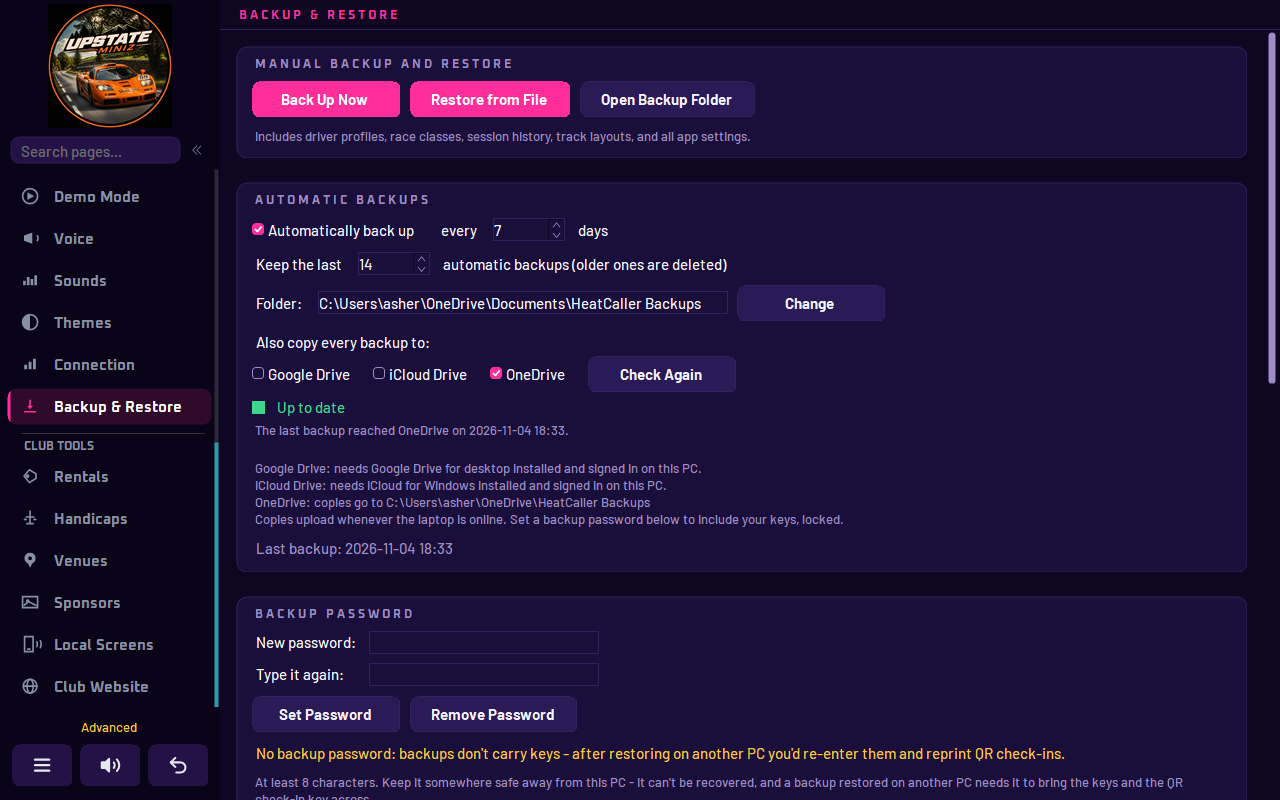 UPSTATE
MINIZ
Search pages...
«
Demo Mode
Voice
Sounds
Themes
Connection
Backup & Restore
CLUB TOOLS
Rentals
Handicaps
Venues
Sponsors
Local Screens
Club Website
Advanced
BACKUP & RESTORE
MANUAL BACKUP AND RESTORE
Back Up Now Restore from File Open Backup Folder
Includes driver profiles, race classes, session history, track layouts, and all app settings.
AUTOMATIC BACKUPS
Automatically back up every 7 days
Keep the last 14 automatic backups (older ones are deleted)
Folder: C:\Users\asher\OneDrive\Documents\HeatCaller Backups Change
Also copy every backup to:
Google Drive iCloud Drive OneDrive Check Again
Up to date
The last backup reached OneDrive on 2026-11-04 18:33.
Google Drive: needs Google Drive for desktop installed and signed in on this PC.
iCloud Drive: needs iCloud for Windows installed and signed in on this PC.
OneDrive: copies go to C:\Users\asher\OneDrive\HeatCaller Backups
Copies upload whenever the laptop is online. Set a backup password below to include your keys, locked.
Last backup: 2026-11-04 18:33
BACKUP PASSWORD
New password:
Type it again:
Set Password Remove Password
No backup password: backups don't carry keys - after restoring on another PC you'd re-enter them and reprint QR check-ins.
At least 8 characters. Keep it somewhere safe away from this PC - it can't be recovered, and a backup restored on another PC needs it to bring the keys and the QR
check-in key across.